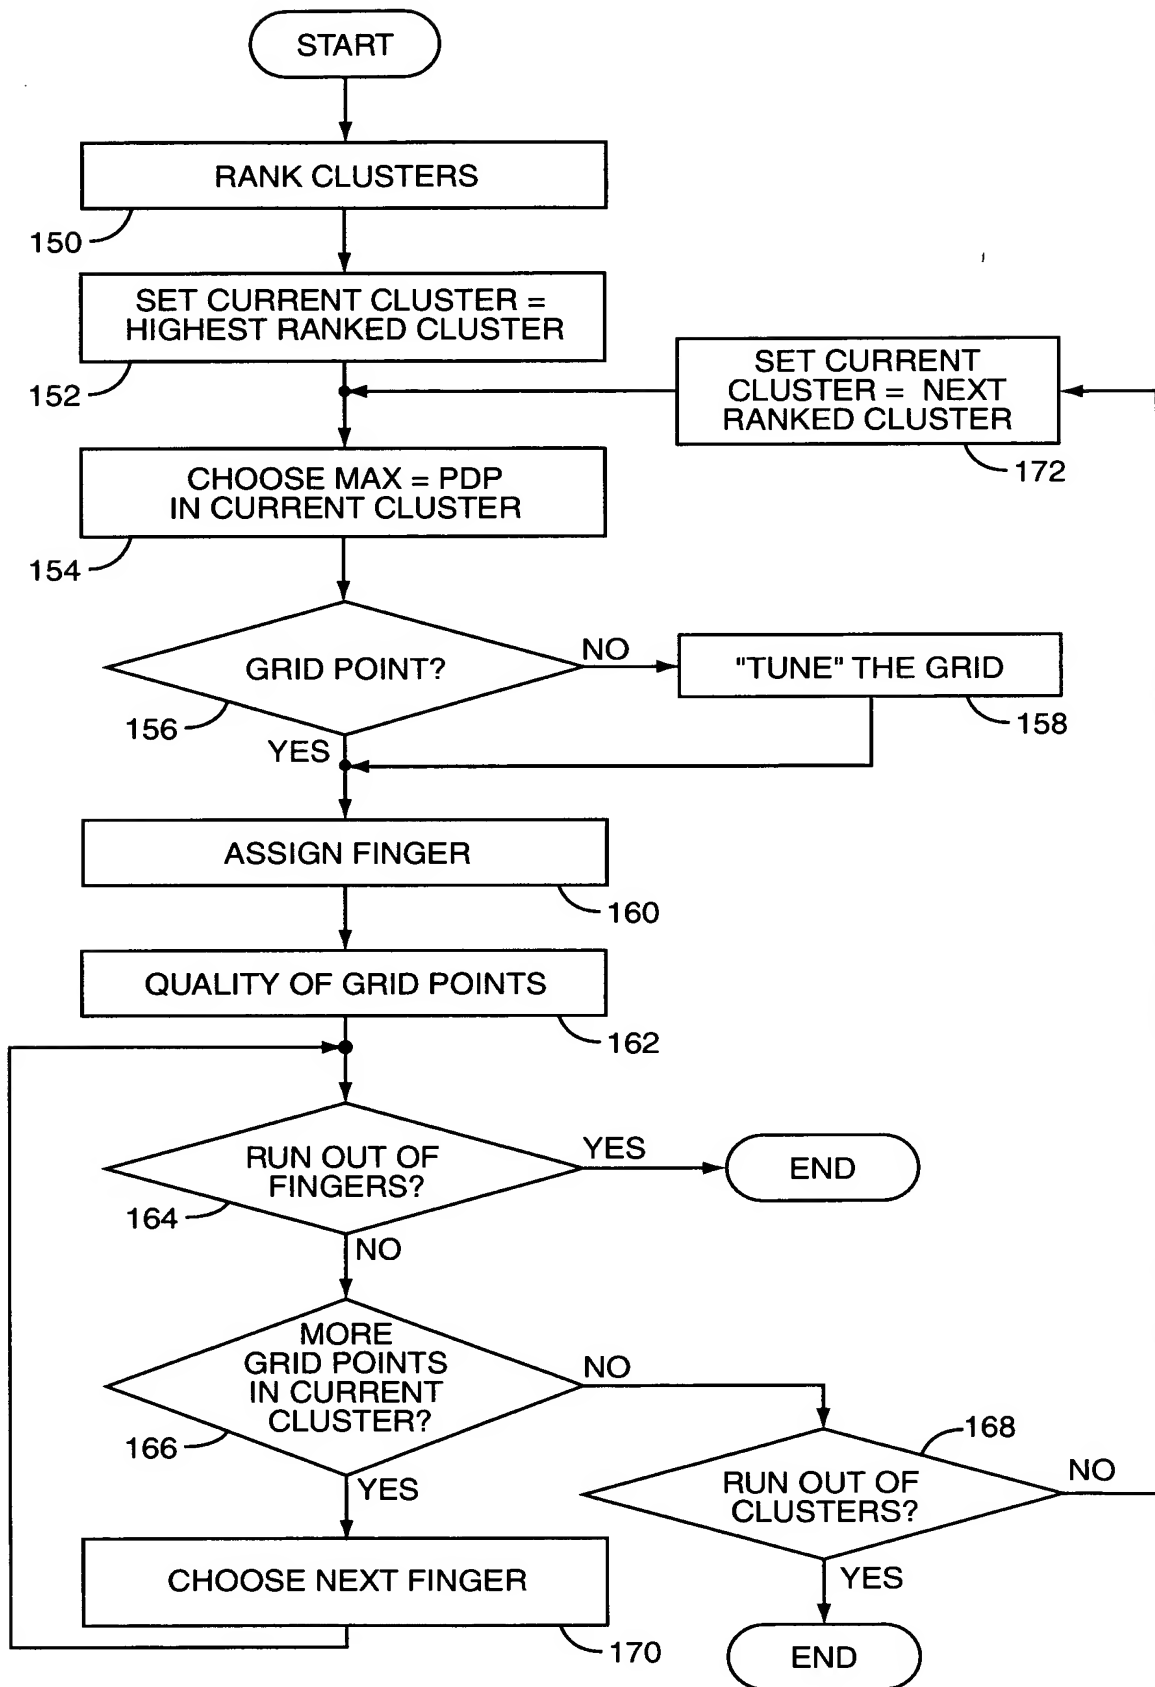 START
RANK CLUSTERS
150
SET CURRENT CLUSTER =
HIGHEST RANKED CLUSTER
152
SET CURRENT
CLUSTER = NEXT
RANKED CLUSTER
172
CHOOSE MAX = PDP
IN CURRENT CLUSTER
154
GRID POINT?
NO
"TUNE" THE GRID
156
158
YES
ASSIGN FINGER
160
QUALITY OF GRID POINTS
162
RUN OUT OF
FINGERS?
YES
END
164
NO
MORE
GRID POINTS
IN CURRENT
CLUSTER?
NO
166
168
RUN OUT OF
CLUSTERS?
NO
YES
CHOOSE NEXT FINGER
170
YES
END